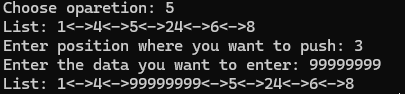 Choose oparetion: 5
List: 1<->4<->5<->24<->6<->8
Enter position where you want to push: 3
Enter the data you want to enter: 99999999
List: 1<->4<->99999999<->5<->24<->6<->8